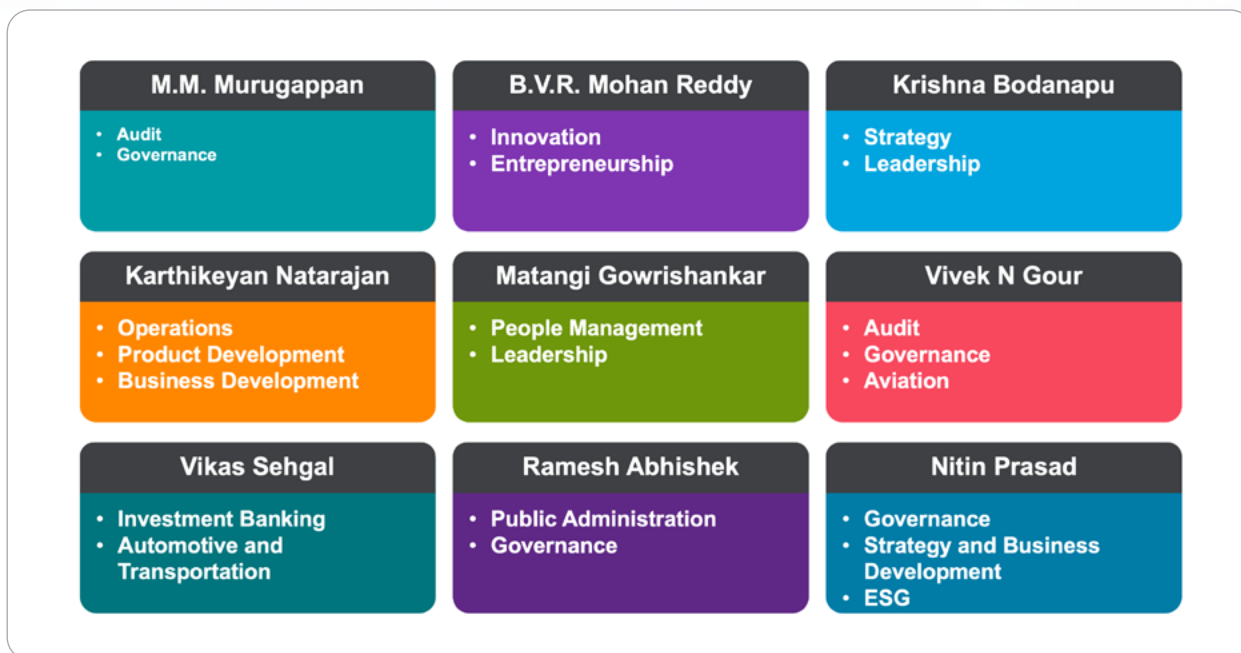 M.M. Murugappan
• Audit
• Governance
B.V.R. Mohan Reddy
• Innovation
• Entrepreneurship
Krishna Bodanapu
• Strategy
• Leadership
Karthikeyan Natarajan
• Operations
• Product Development
• Business Development
Matangi Gowrishankar
• People Management
• Leadership
Vivek N Gour
• Audit
• Governance
• Aviation
Vikas Sehgal
• Investment Banking
• Automotive and
Transportation
Ramesh Abhishek
• Public Administration
• Governance
Nitin Prasad
• Governance
• Strategy and Business
Development
• ESG